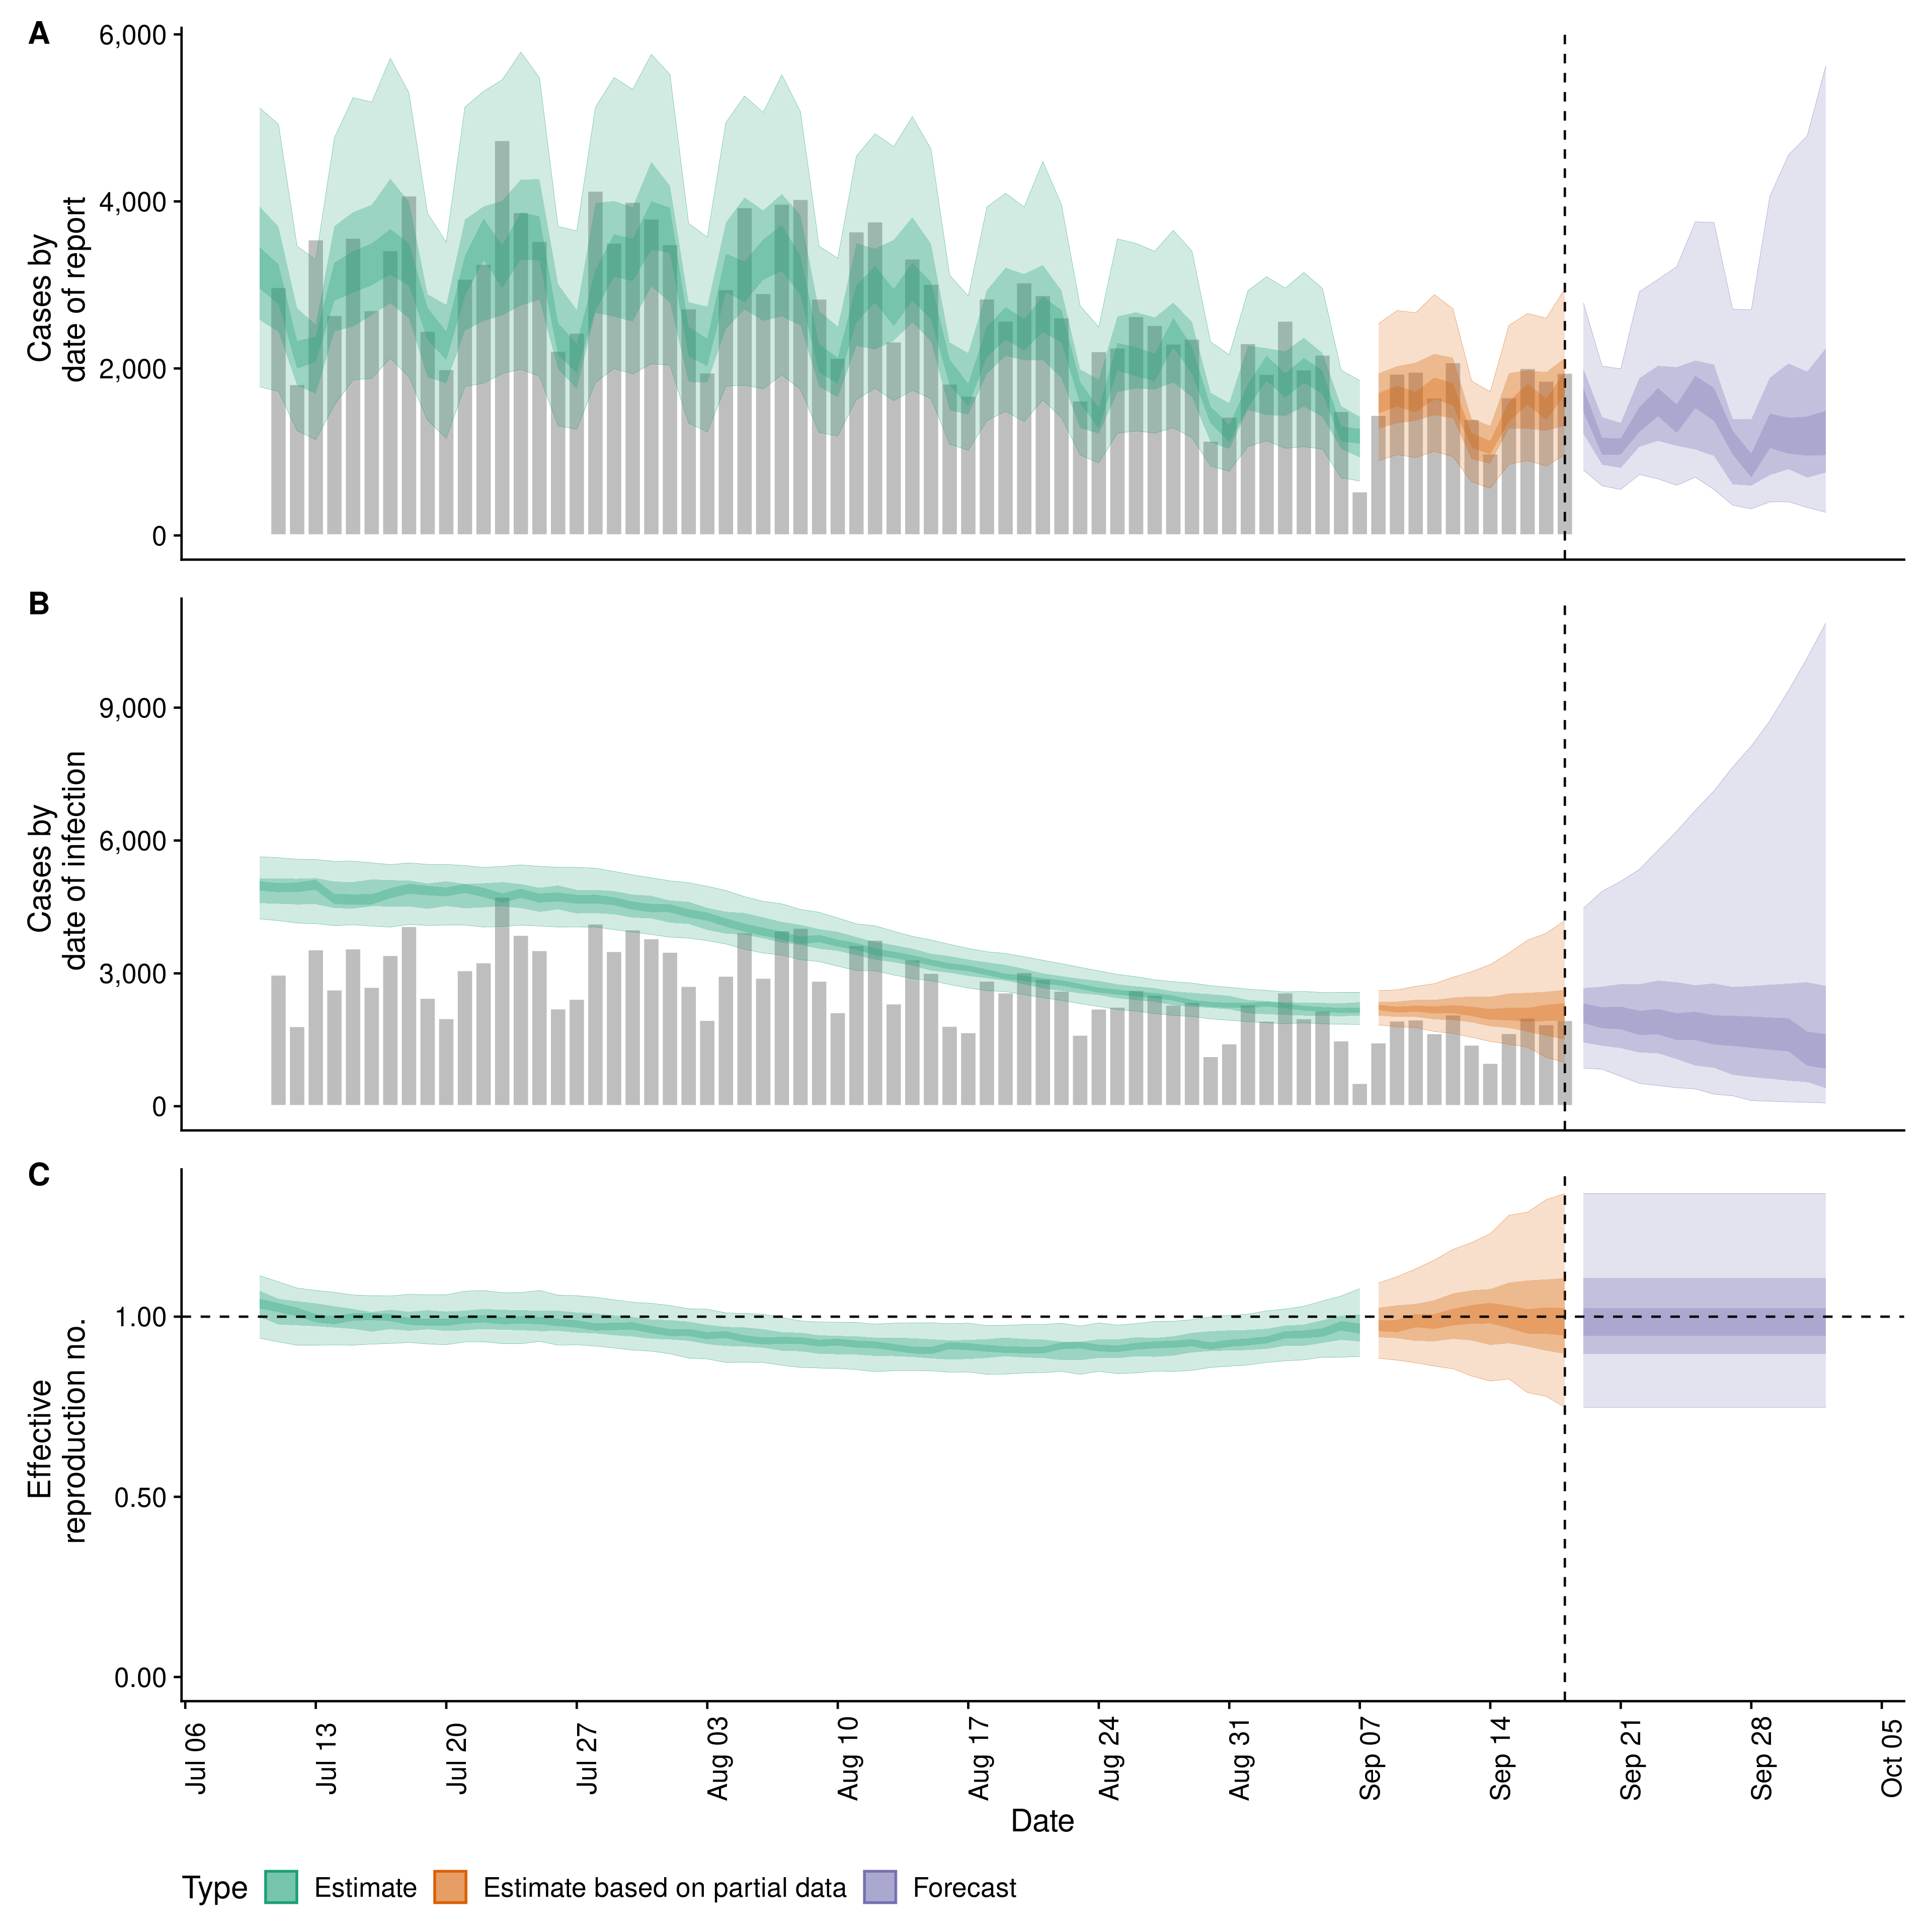 A
Cases by
date of report
6,000
4,000
2,000
0
B
Cases by
date of infection
9,000
6,000
3,000
0
C
Effective
reproduction no.
1.00
0.50
0.00
Jul 06
Jul 13
Jul 20
Jul 27
Aug 03
Aug 10
Aug 17
Aug 24
Aug 31
Sep 07
Sep 14
Sep 21
Sep 28
Oct 05
Date
Type Estimate Estimate based on partial data Forecast